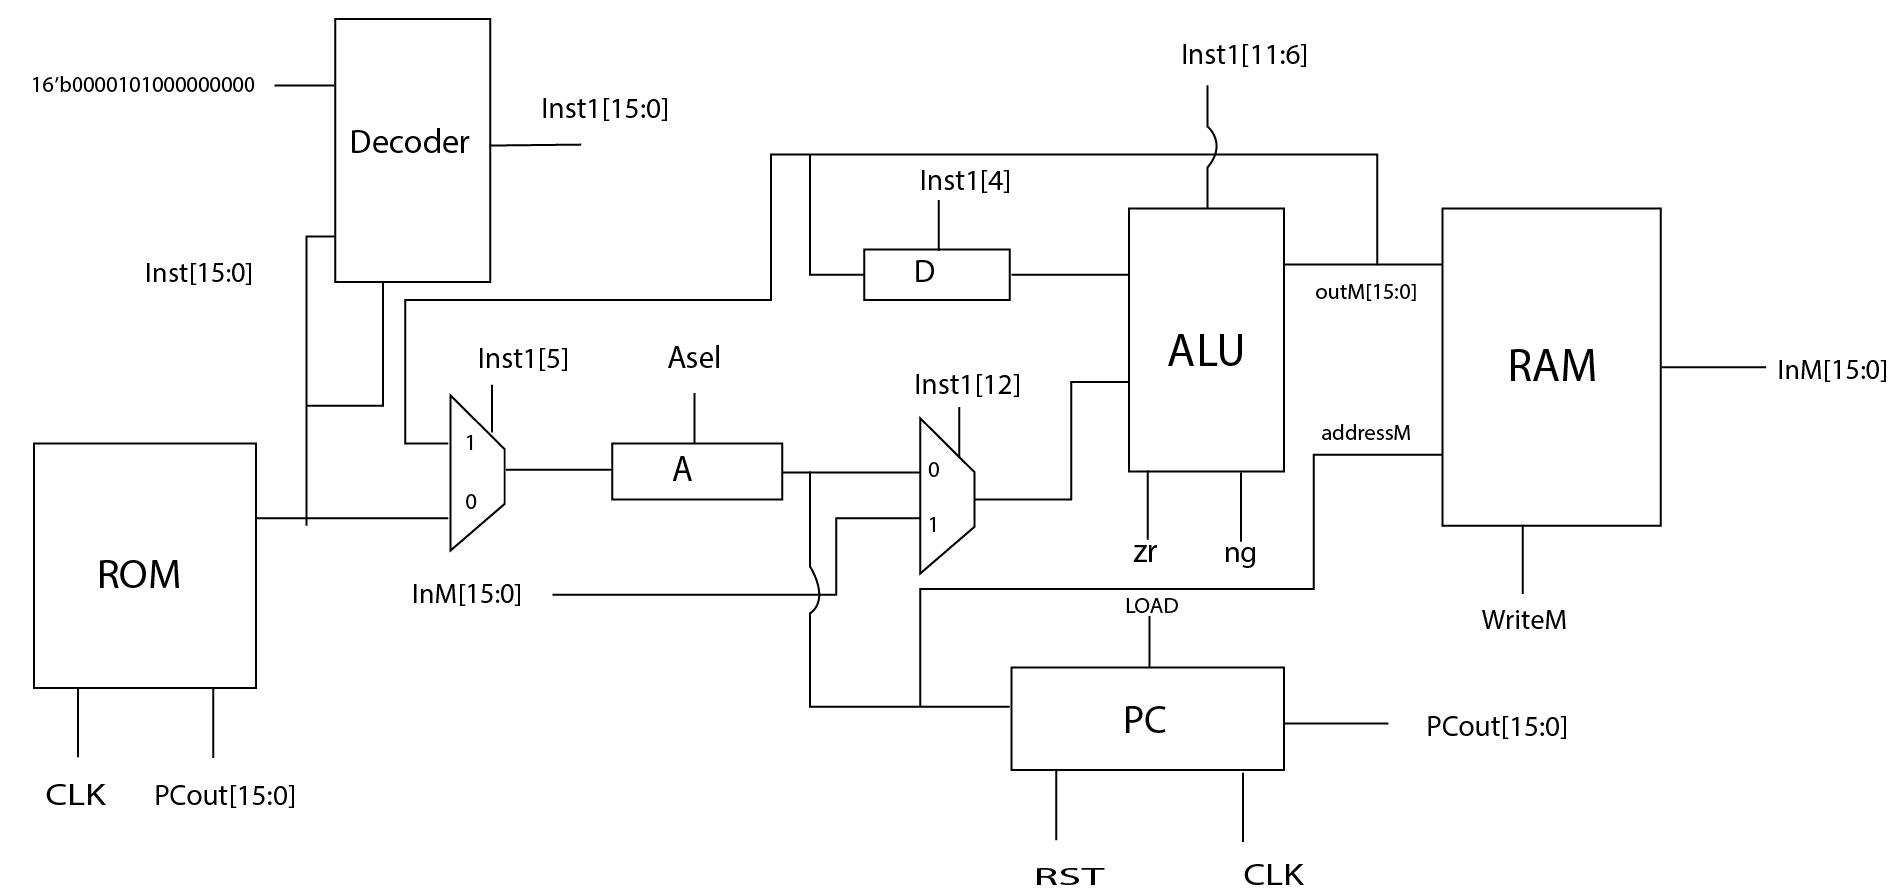 Inst1[11:6]
16'b0000101000000000
Inst1[15:0]
Decoder
Inst1[4]
Inst[15:0]
D
outM[15:0]
Inst1[5]
Asel
ALU
RAM
InM[15:0]
Inst1[12]
addressM
1
A
0
0
1
ROM
zr
ng
InM[15:0]
LOAD
WriteM
PC
PCout[15:0]
CLK
PCout[15:0]
RST
CLK